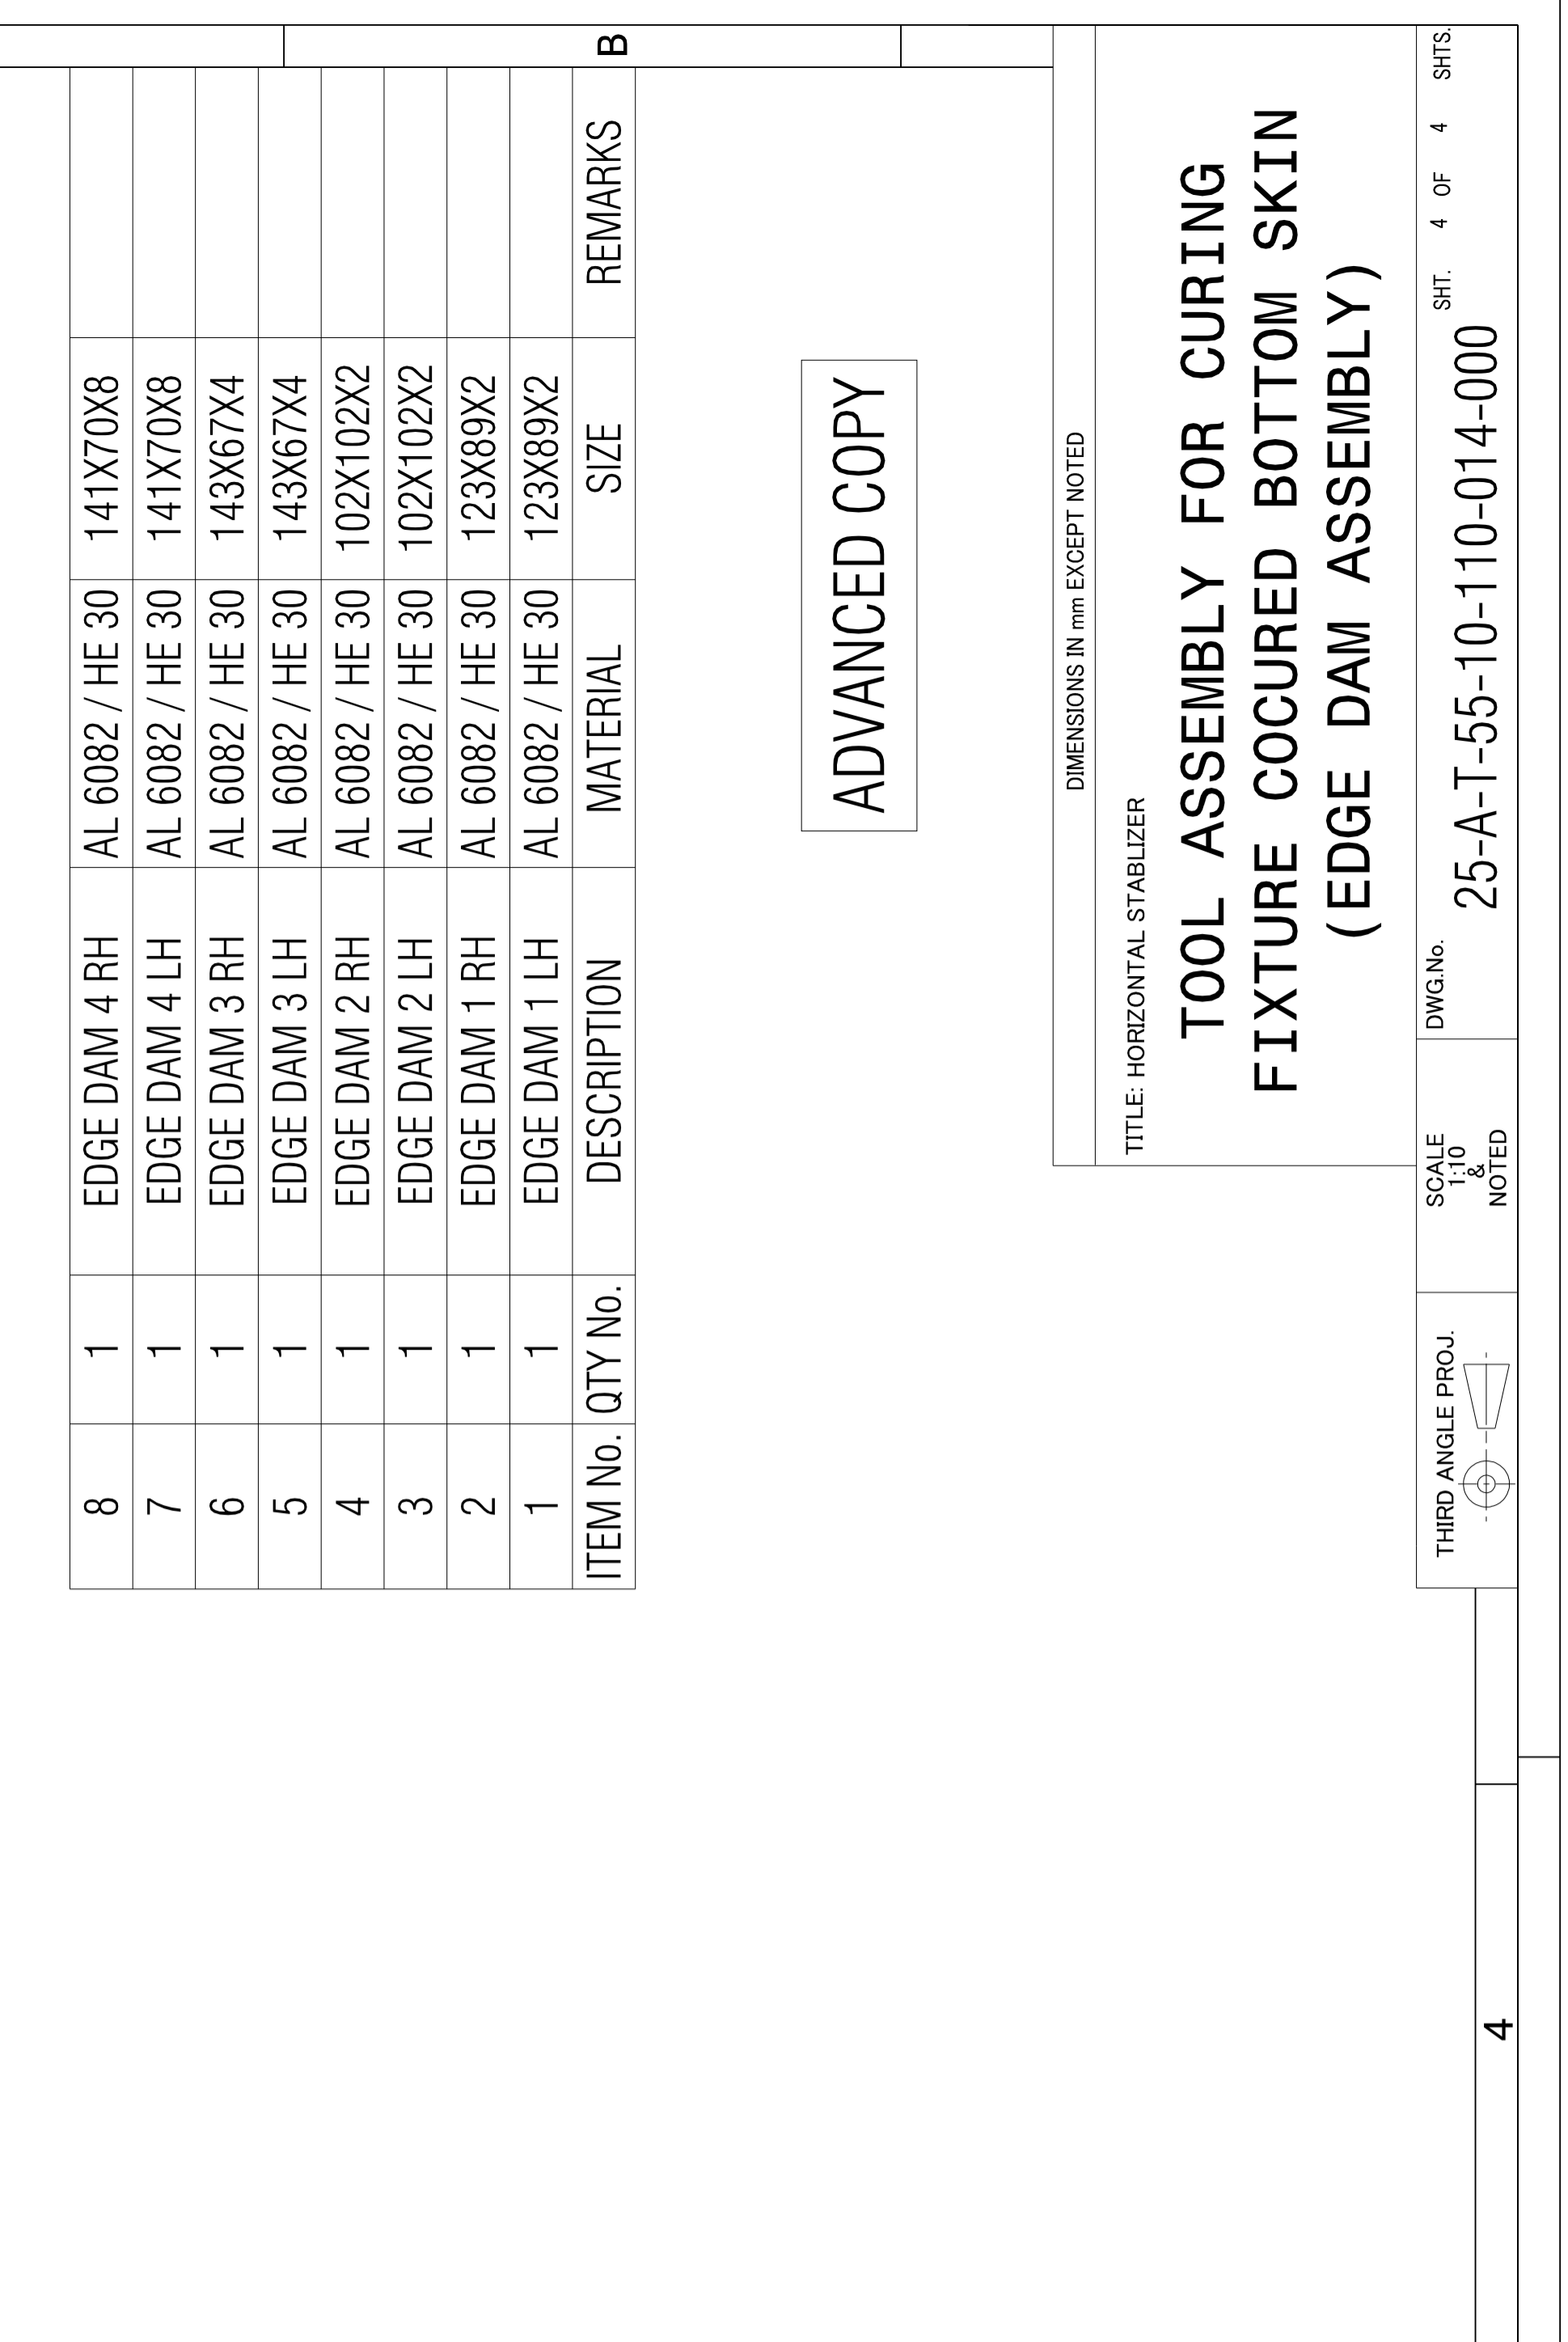 B
8 1 EDGE DAM 4 RH AL 6082 / HE 30 141X70X8
7 1 EDGE DAM 4 LH AL 6082 / HE 30 141X70X8
6 1 EDGE DAM 3 RH AL 6082 / HE 30 143X67X4
5 1 EDGE DAM 3 LH AL 6082 / HE 30 143X67X4
4 1 EDGE DAM 2 RH AL 6082 / HE 30 102X102X2
3 1 EDGE DAM 2 LH AL 6082 / HE 30 102X102X2
2 1 EDGE DAM 1 RH AL 6082 / HE 30 123X89X2
1 1 EDGE DAM 1 LH AL 6082 / HE 30 123X89X2
ITEM No. QTY No. DESCRIPTION MATERIAL SIZE REMARKS
ADVANCED COPY
DIMENSIONS IN mm EXCEPT NOTED
TITLE: HORIZONTAL STABLIZER
TOOL ASSEMBLY FOR CURING
FIXTURE COCURED BOTTOM SKIN
(EDGE DAM ASSEMBLY)
THIRD ANGLE PROJ.
SCALE
1:10
&
NOTED
DWG.No.
25-A-T-55-10-110-014-000
SHT. 4 OF 4 SHTS.
4